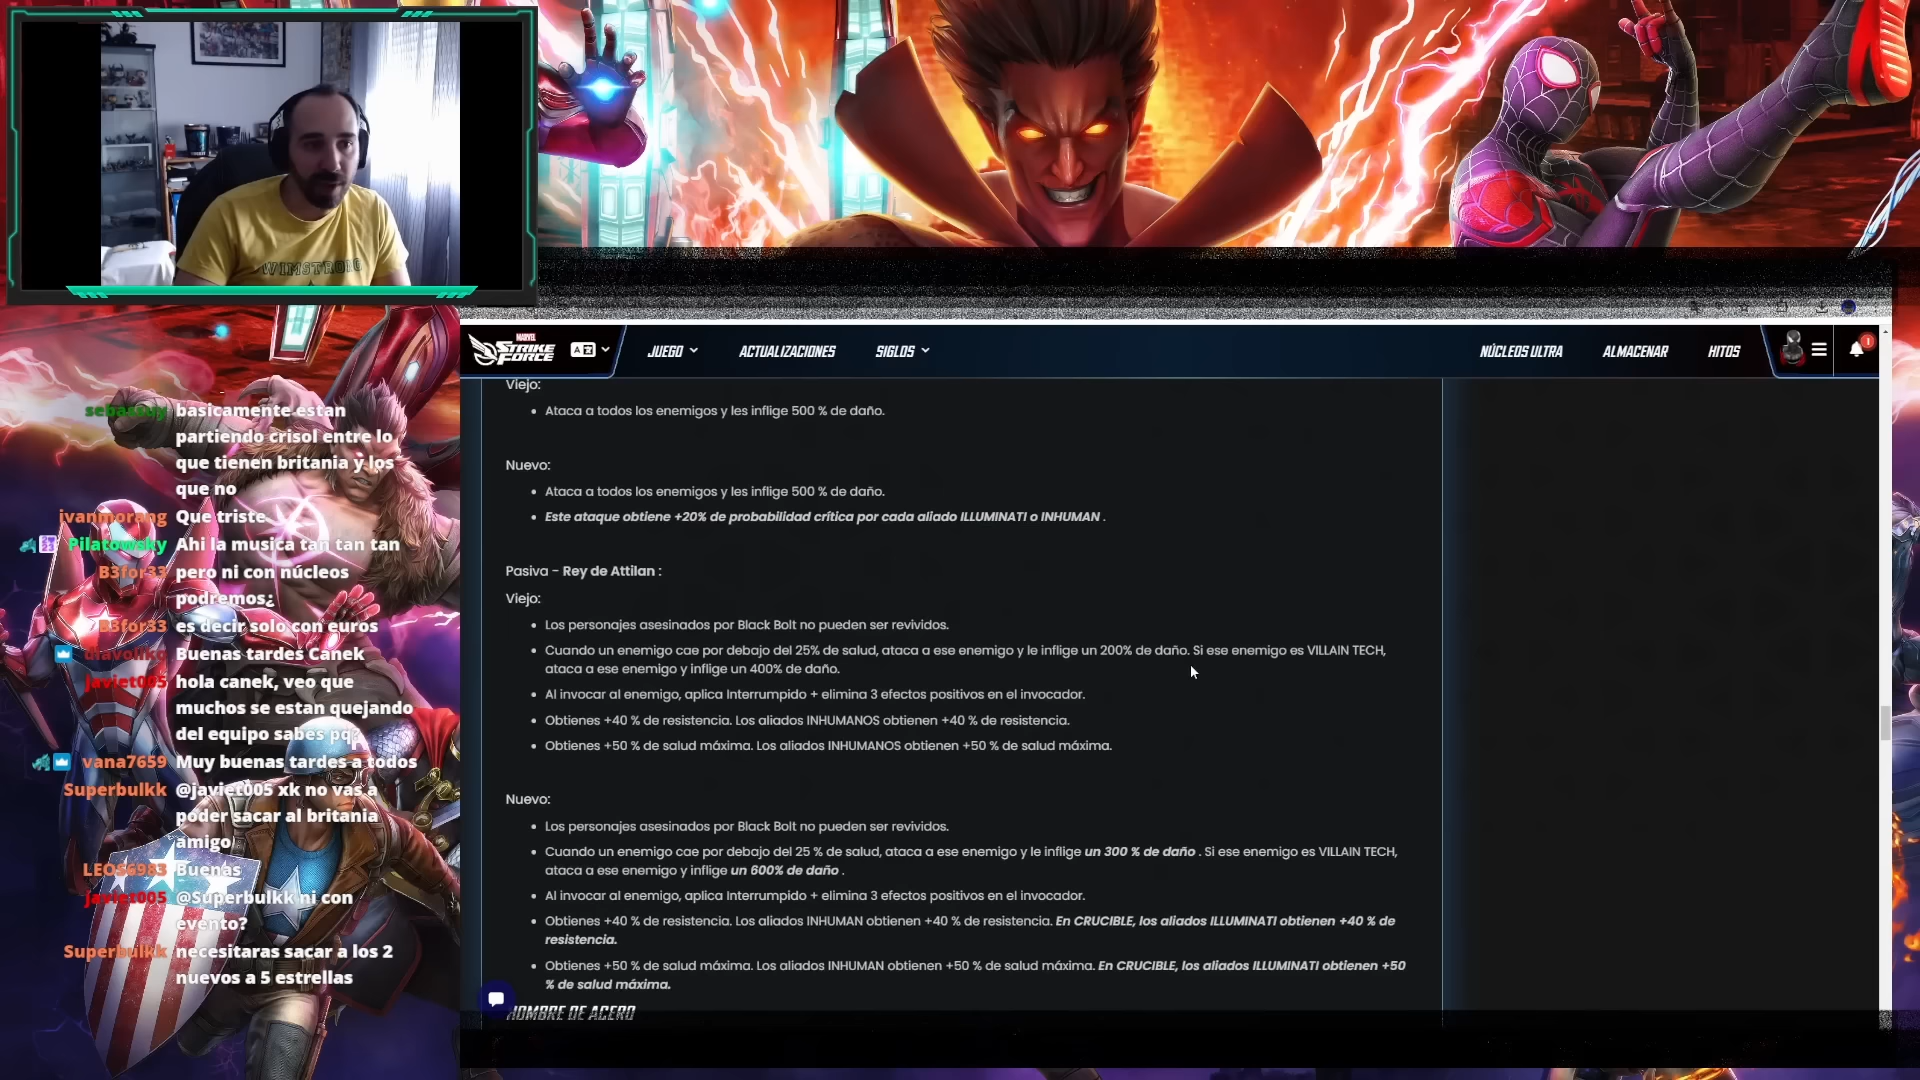 WIMSTRONG
MARVEL
STRIKE
FORCE
JUEGO
ACTUALIZACIONES
SIGLOS
NÚCLEOS ULTRA
ALMACENAR
HITOS
1
Viejo:
• Ataca a todos los enemigos y les inflige 500 % de daño.
Nuevo:
• Ataca a todos los enemigos y les inflige 500 % de daño.
• Este ataque obtiene +20% de probabilidad crítica por cada aliado ILLUMINATI o INHUMAN .
Pasiva - Rey de Attilan :
Viejo:
• Los personajes asesinados por Black Bolt no pueden ser revividos.
• Cuando un enemigo cae por debajo del 25% de salud, ataca a ese enemigo y le inflige un 200% de daño. Si ese enemigo es VILLAIN TECH,
ataca a ese enemigo y inflige un 400% de daño.
• Al invocar al enemigo, aplica Interrumpido + elimina 3 efectos positivos en el invocador.
• Obtienes +40 % de resistencia. Los aliados INHUMANOS obtienen +40 % de resistencia.
• Obtienes +50 % de salud máxima. Los aliados INHUMANOS obtienen +50 % de salud máxima.
Nuevo:
• Los personajes asesinados por Black Bolt no pueden ser revividos.
• Cuando un enemigo cae por debajo del 25 % de salud, ataca a ese enemigo y le inflige un 300 % de daño . Si ese enemigo es VILLAIN TECH,
ataca a ese enemigo y inflige un 600% de daño .
• Al invocar al enemigo, aplica Interrumpido + elimina 3 efectos positivos en el invocador.
• Obtienes +40 % de resistencia. Los aliados INHUMAN obtienen +40 % de resistencia. En CRUCIBLE, los aliados ILLUMINATI obtienen +40 % de
resistencia.
• Obtienes +50 % de salud máxima. Los aliados INHUMAN obtienen +50 % de salud máxima. En CRUCIBLE, los aliados ILLUMINATI obtienen +50
% de salud máxima.
HOMBRE DE ACERO
basicamente estan
partiendo crisol entre lo
que tienen britania y los
que no
ivanmorang Que triste
Pilatowsky Ahi la musica tan tan tan
B3for33 pero ni con núcleos
podremos¿
B3for33 es decir solo con euros
diavoliko Buenas tardes Canek
javiet005 hola canek, veo que
muchos se estan quejando
del equipo sabes pq?
vana7659 Muy buenas tardes a todos
Superbulkk @javiet005 xk no vas a
poder sacar al britania
amigo
LEOS6983 Buenas
javiet005 @Superbulkk ni con
evento?
Superbulkk necesitaras sacar a los 2
nuevos a 5 estrellas